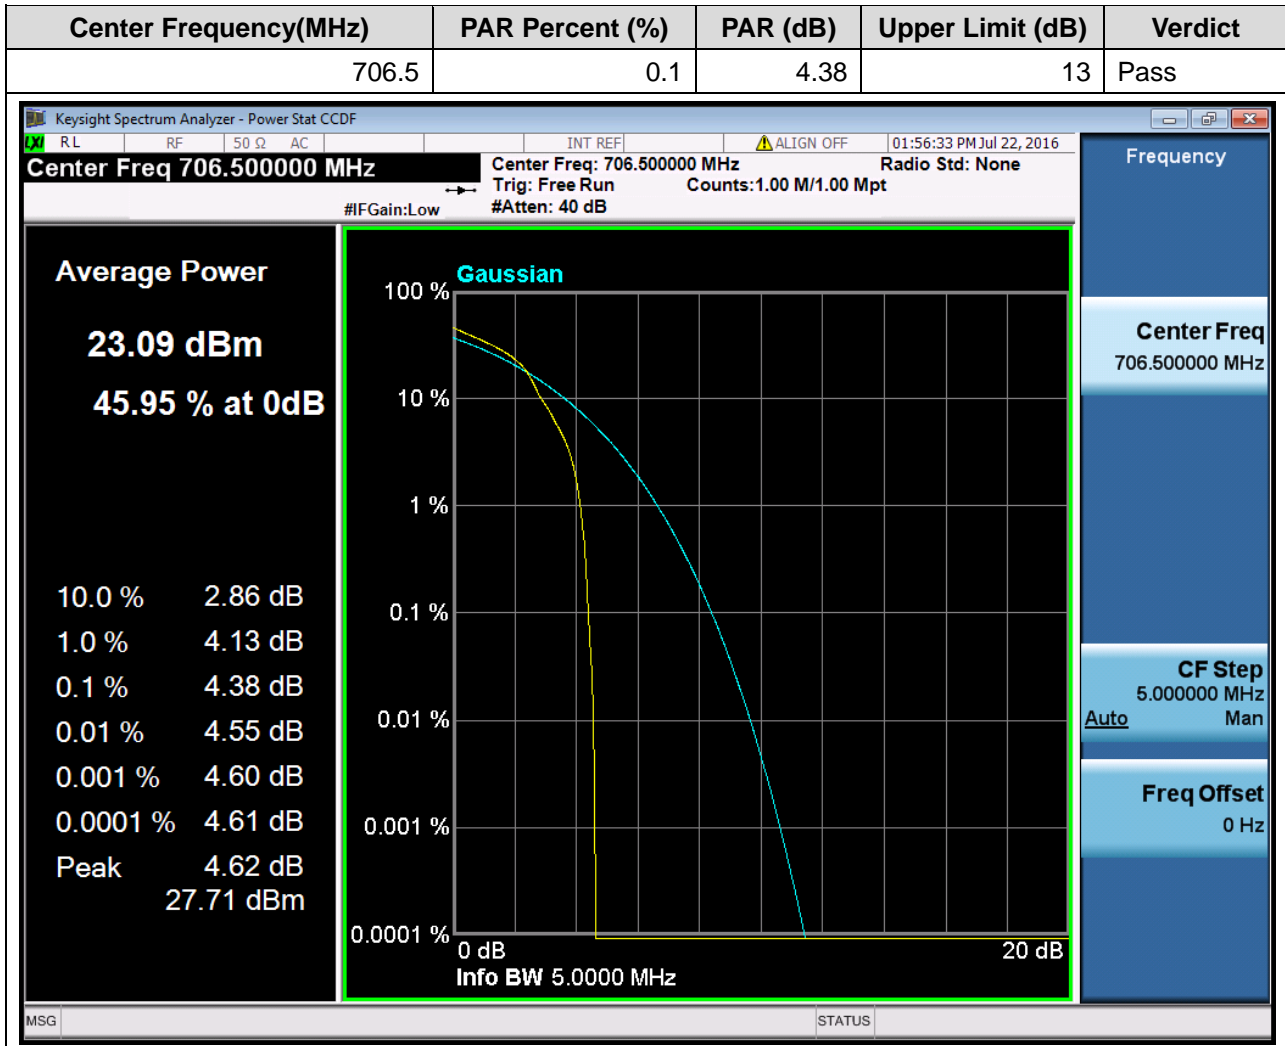 Center Frequency(MHz) PAR Percent (%) PAR (dB) Upper Limit (dB) Verdict
706.5 0.1 4.38 13 Pass
Keysight Spectrum Analyzer - Power Stat CCDF
LXI RL RF 50 Ω AC INT REF ALIGN OFF 01:56:33 PM Jul 22, 2016
Center Freq 706.500000 MHz
Center Freq: 706.500000 MHz Radio Std: None
Trig: Free Run Counts:1.00 M/1.00 Mpt
#IFGain:Low #Atten: 40 dB
Average Power
23.09 dBm
45.95 % at 0dB
10.0 % 2.86 dB
1.0 % 4.13 dB
0.1 % 4.38 dB
0.01 % 4.55 dB
0.001 % 4.60 dB
0.0001 % 4.61 dB
Peak 4.62 dB
27.71 dBm
Gaussian
100 %
10 %
1 %
0.1 %
0.01 %
0.001 %
0.0001 %
0 dB 20 dB
Info BW 5.0000 MHz
Frequency
Center Freq
706.500000 MHz
CF Step
5.000000 MHz
Auto Man
Freq Offset
0 Hz
MSG STATUS